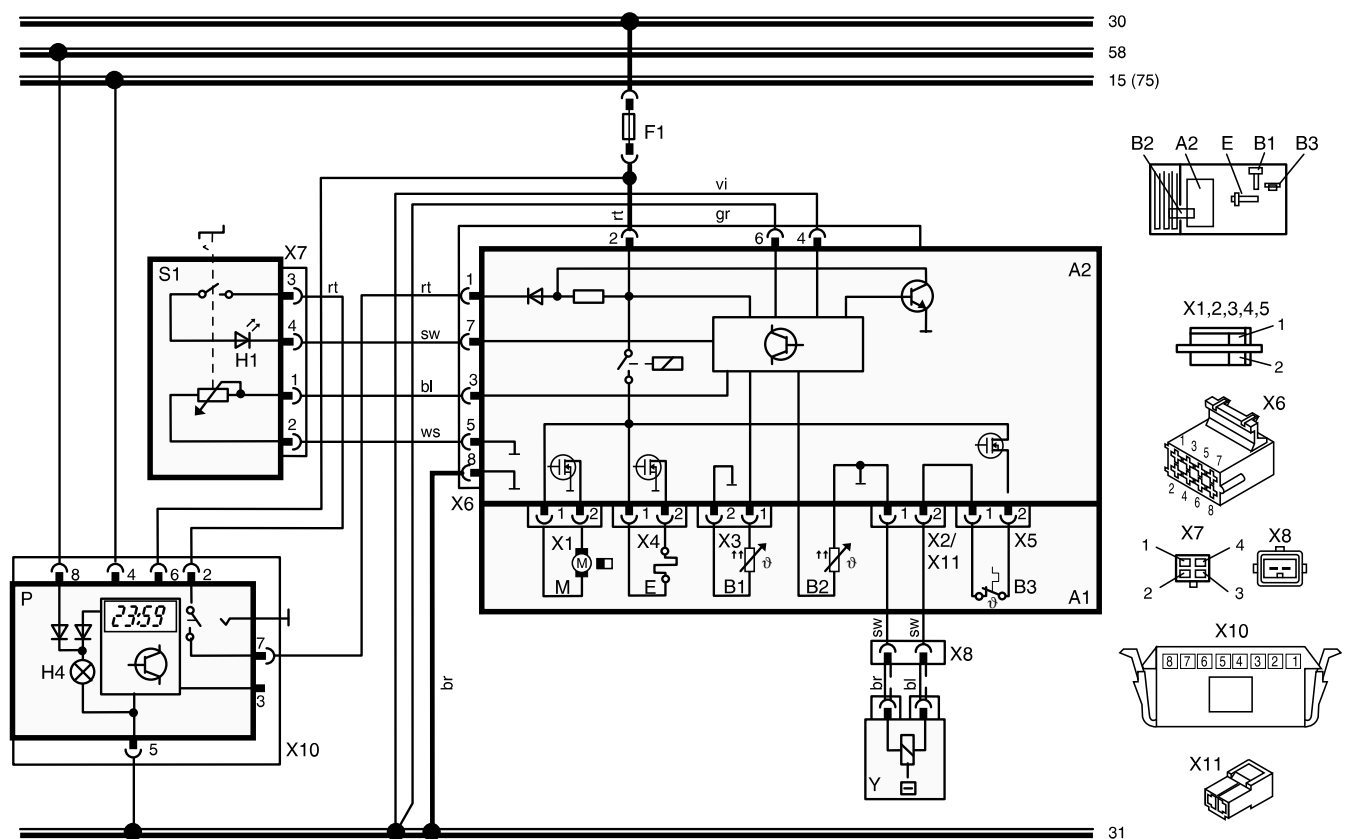 30
58
15 (75)
F1
B2 A2 E B1 B3
vi
rt
gr
2 6 4
S1
X7
A2
3
rt
rt
1
X1,2,3,4,5
1
2
4
H1
sw
7
1
bl
3
X6
2
ws
5
8
1 3 5 7
2 4 6 8
X6
1 2
1 2
2 1
1 2
1 2
X1
X4
X3
X2/
X11
X5
M
M
E
B1
ϑ
B2
ϑ
ϑ
B3
A1
X7
X8
1 4
2 3
8 4 6 2
P
23:59
H4
7
3
5
X10
br
sw
sw
X8
br
bl
Y
X10
8 7 6 5 4 3 2 1
X11
31